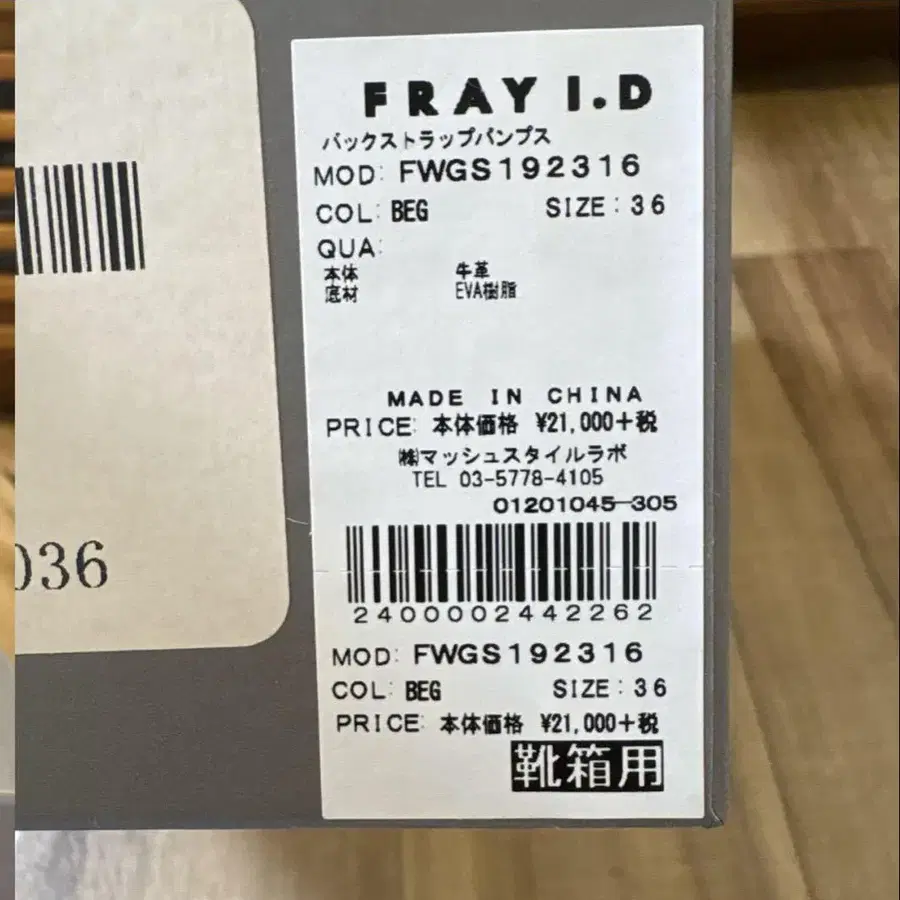 FRAY I.D
バックストラップパンプス
MOD: FWGS192316
COL: BEG SIZE: 36
QUA:
本体 牛革
底材 EVA樹脂
MADE IN CHINA
PRICE: 本体価格 ¥21,000+税
㈱マッシュスタイルラボ
TEL 03-5778-4105
01201045-305
2400002442262
MOD: FWGS192316
COL: BEG SIZE: 36
PRICE: 本体価格 ¥21,000+税
靴箱用
036